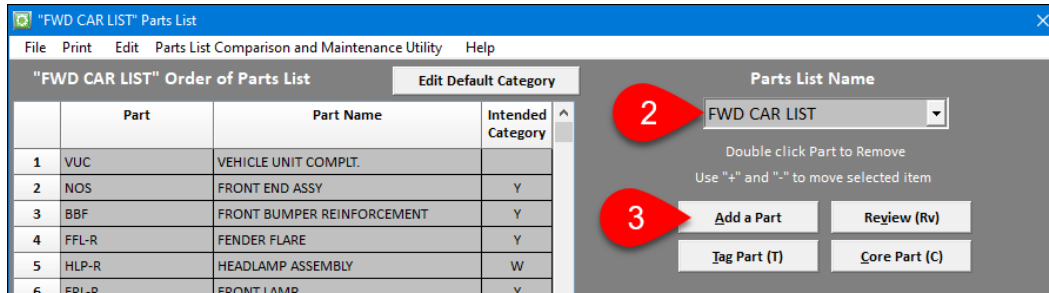 "FWD CAR LIST" Parts List
File Print Edit Parts List Comparison and Maintenance Utility Help
"FWD CAR LIST" Order of Parts List
Edit Default Category
Part Part Name Intended Category
1 VUC VEHICLE UNIT COMPLT.
2 NOS FRONT END ASSY Y
3 BBF FRONT BUMPER REINFORCEMENT Y
4 FFL-R FENDER FLARE Y
5 HLP-R HEADLAMP ASSEMBLY W
6 FRONT LAMP Y
Parts List Name
2
FWD CAR LIST
Double click Part to Remove
Use "+" and "-" to move selected item
3
Add a Part
Review (Rv)
Tag Part (T)
Core Part (C)